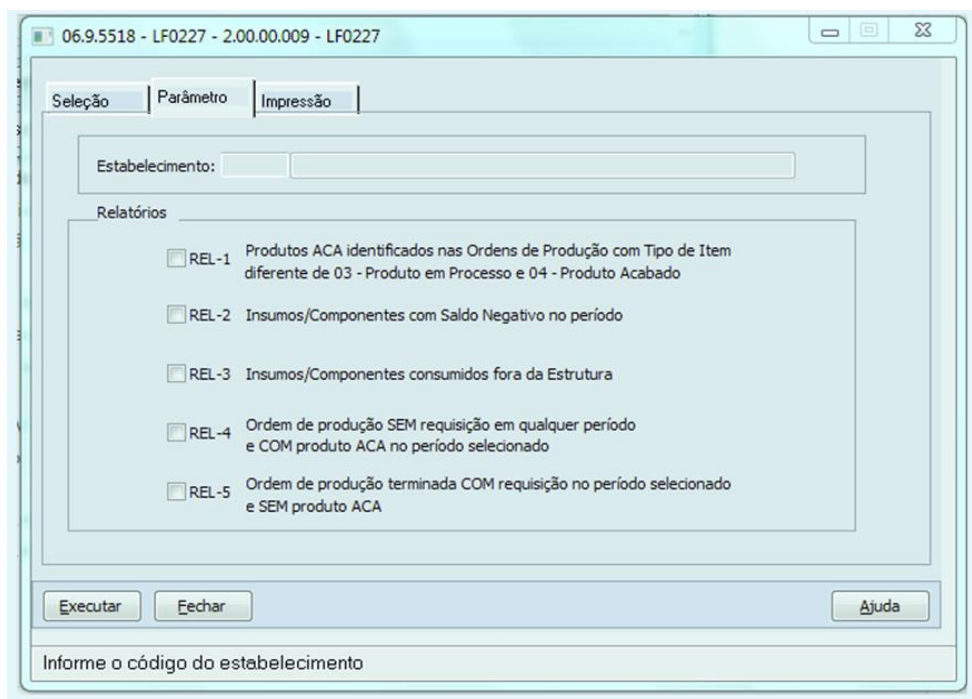 06.9.5518 - LF0227 - 2.00.00.009 - LF0227
Seleção
Parâmetro
Impressão
Estabelecimento:
Relatórios
REL-1 Produtos ACA identificados nas Ordens de Produção com Tipo de Item
diferente de 03 - Produto em Processo e 04 - Produto Acabado
REL-2 Insumos/Componentes com Saldo Negativo no período
REL-3 Insumos/Componentes consumidos fora da Estrutura
REL-4 Ordem de produção SEM requisição em qualquer período
e COM produto ACA no período selecionado
REL-5 Ordem de produção terminada COM requisição no período selecionado
e SEM produto ACA
Executar
Fechar
Ajuda
Informe o código do estabelecimento